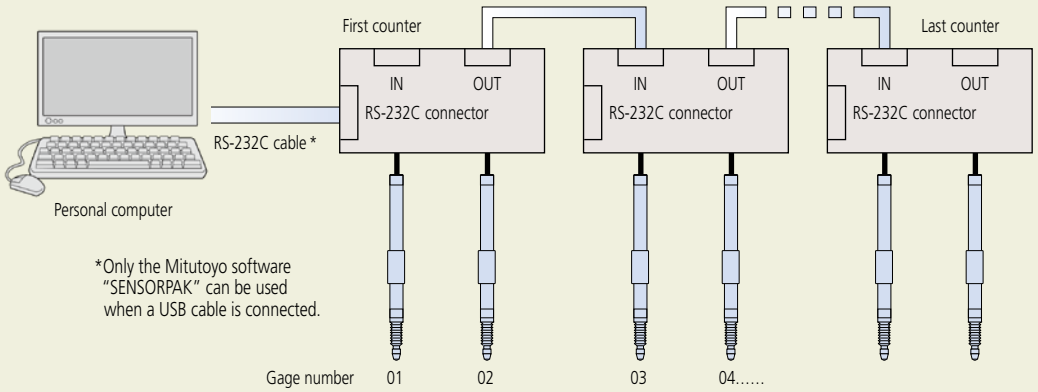 First counter
Last counter
IN OUT
RS-232C connector
IN OUT
RS-232C connector
IN OUT
RS-232C connector
RS-232C cable *
Personal computer
*Only the Mitutoyo software
“SENSORPAK” can be used
when a USB cable is connected.
Gage number 01 02 03 04......